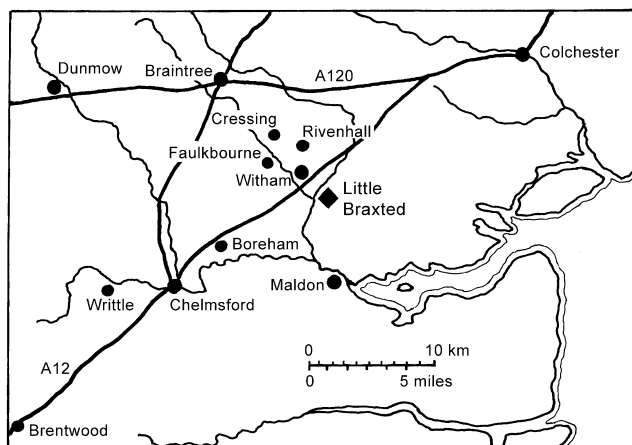 Colchester
Dunmow
Braintree
A120
Cressing
Rivenhall
Faulkbourne
Witham
Little
Braxted
Boreham
Maldon
Writtle
Chelmsford
0 10 km
0 5 miles
A12
Brentwood